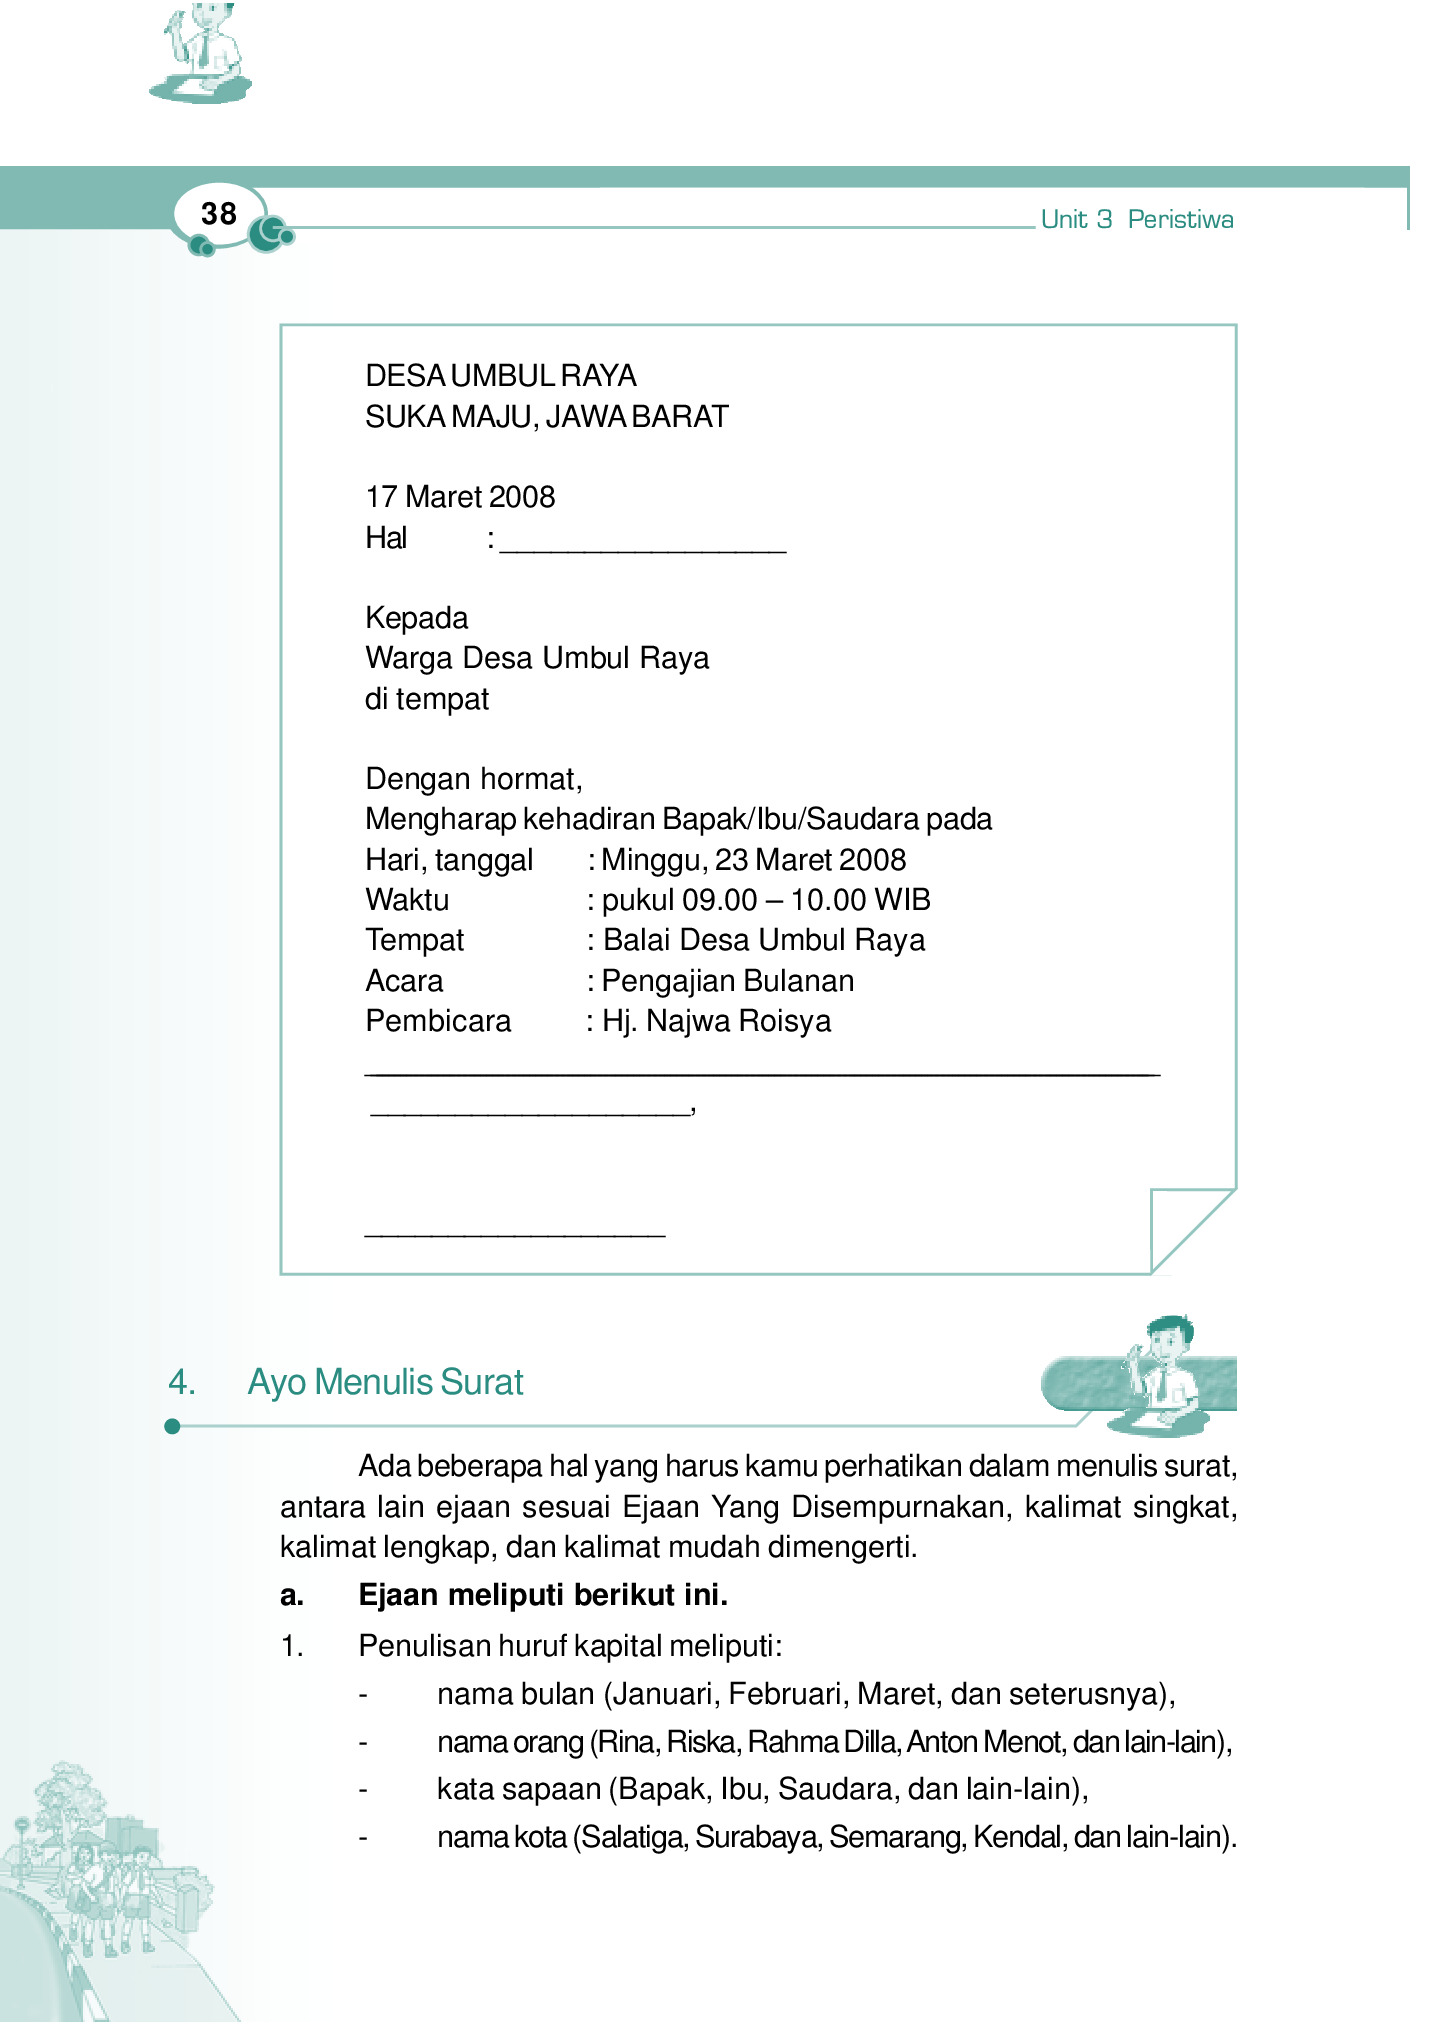 38
Unit 3 Peristiwa
DESA UMBUL RAYA
SUKA MAJU, JAWA BARAT
17 Maret 2008
Hal : _________________
Kepada
Warga Desa Umbul Raya
di tempat
Dengan hormat,
Mengharap kehadiran Bapak/Ibu/Saudara pada
Hari, tanggal : Minggu, 23 Maret 2008
Waktu : pukul 09.00 – 10.00 WIB
Tempat : Balai Desa Umbul Raya
Acara : Pengajian Bulanan
Pembicara : Hj. Najwa Roisya
_______________________________________________
___________________,
__________________
4. Ayo Menulis Surat
Ada beberapa hal yang harus kamu perhatikan dalam menulis surat,
antara lain ejaan sesuai Ejaan Yang Disempurnakan, kalimat singkat,
kalimat lengkap, dan kalimat mudah dimengerti.
a. Ejaan meliputi berikut ini.
1. Penulisan huruf kapital meliputi:
- nama bulan (Januari, Februari, Maret, dan seterusnya),
- nama orang (Rina, Riska, Rahma Dilla, Anton Menot, dan lain-lain),
- kata sapaan (Bapak, Ibu, Saudara, dan lain-lain),
- nama kota (Salatiga, Surabaya, Semarang, Kendal, dan lain-lain).